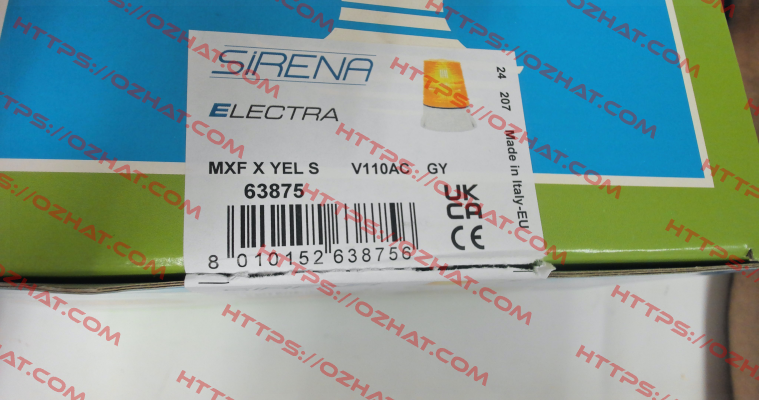 SiRENA
ELECTRA
MXF X YEL S V110AC GY
63875
8 010152 638756
UK
CA
CE
24 207 Made in Italy-EU
HTTPS://OZHAT.COM